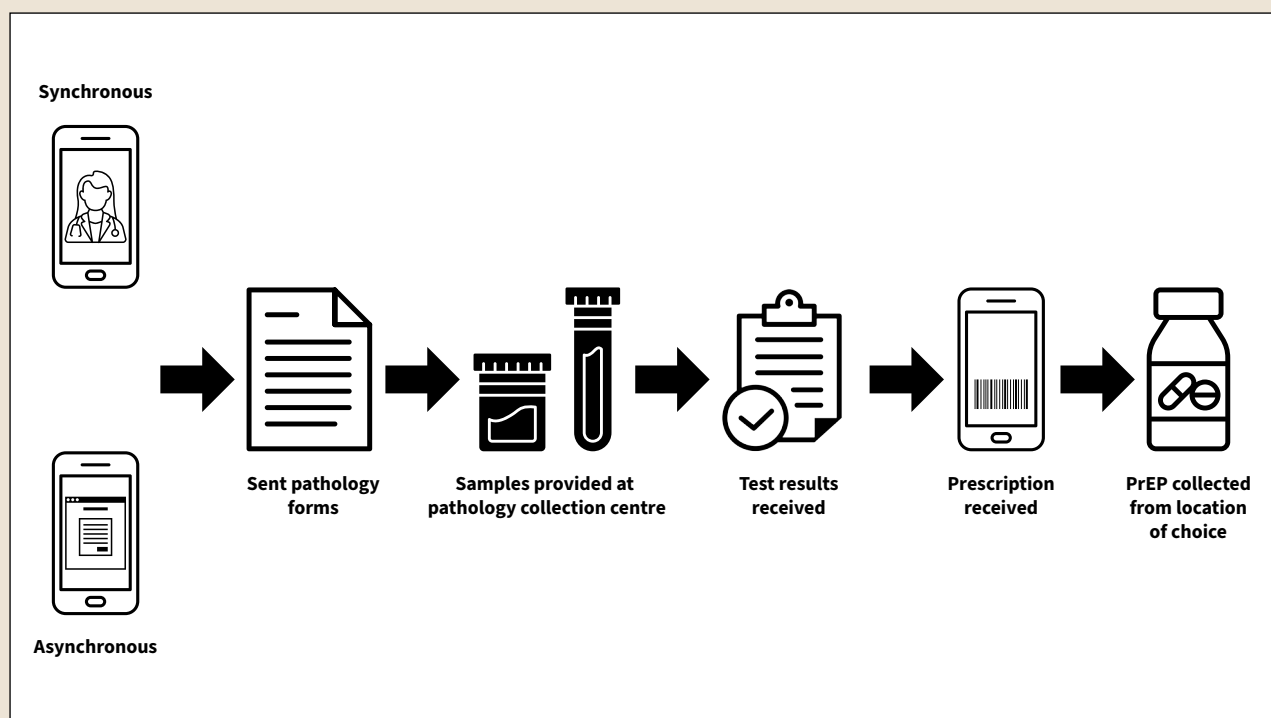 Synchronous
Sent pathology
forms
Samples provided at
pathology collection centre
Test results
received
Prescription
received
PrEP collected
from location
of choice
Asynchronous